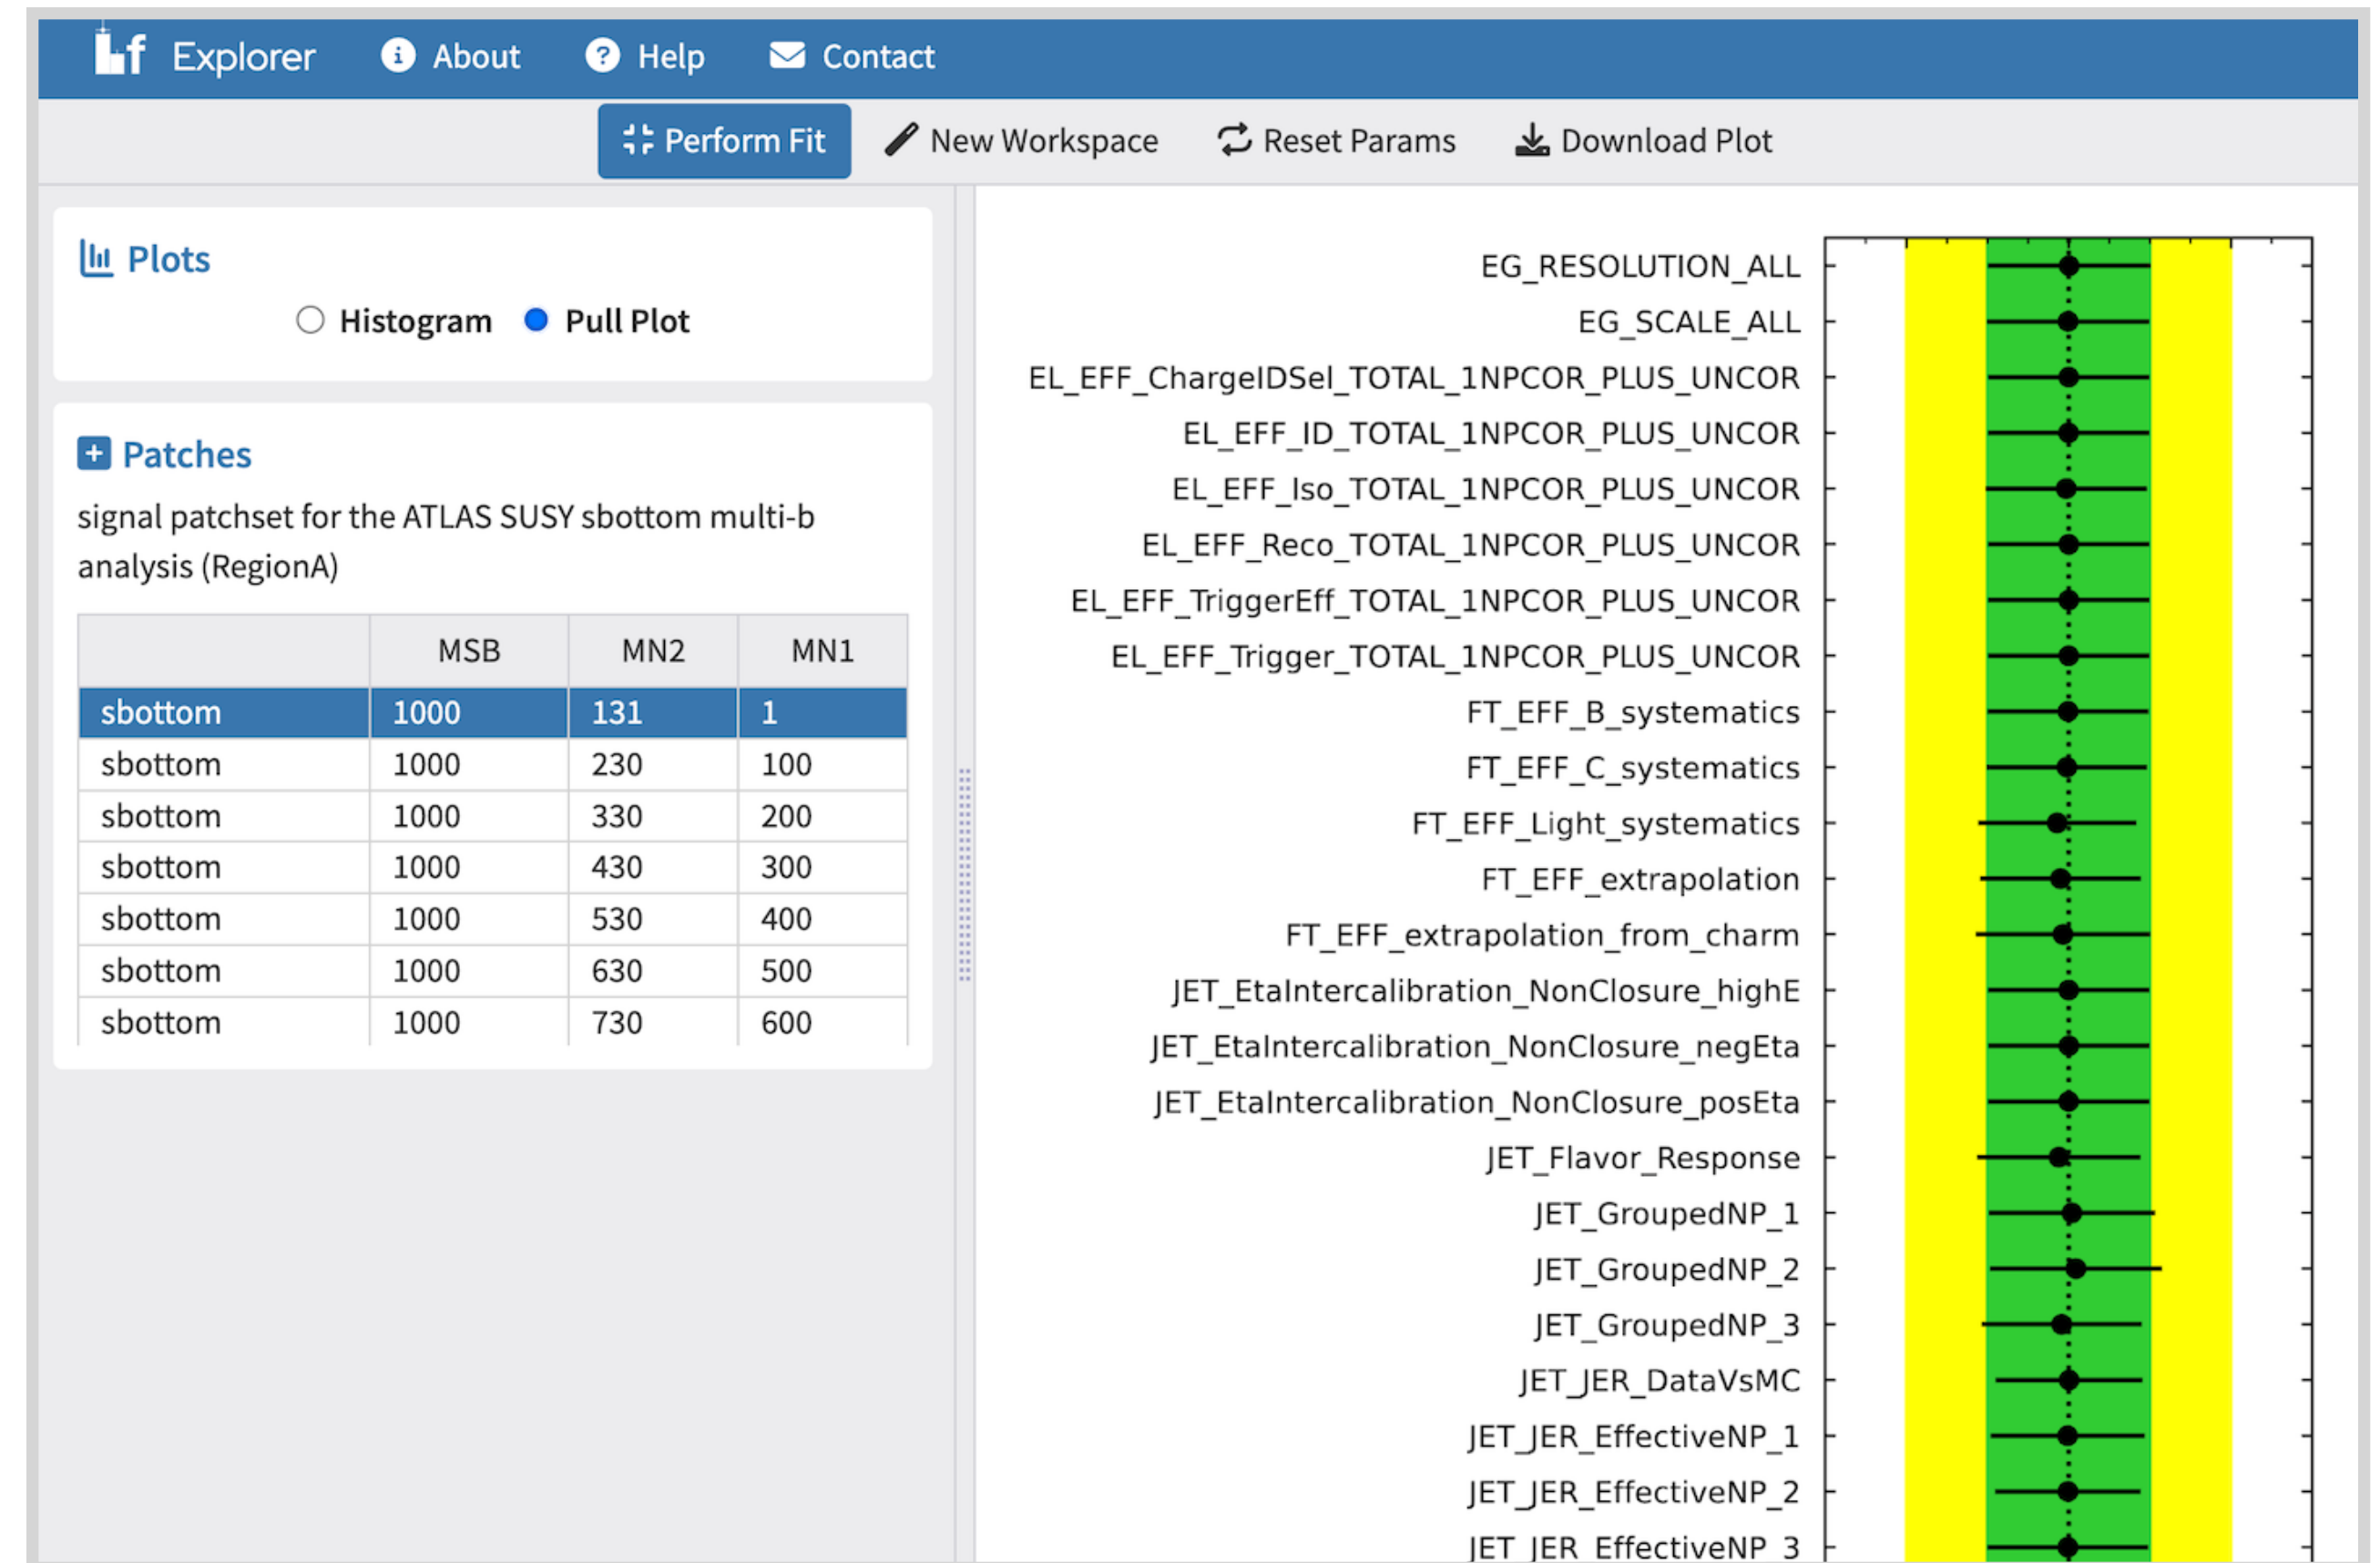 hf Explorer About Help Contact
Perform Fit New Workspace Reset Params Download Plot
Plots
Histogram Pull Plot
Patches
signal patchset for the ATLAS SUSY sbottom multi-b
analysis (RegionA)
MSB MN2 MN1
sbottom 1000 131 1
sbottom 1000 230 100
sbottom 1000 330 200
sbottom 1000 430 300
sbottom 1000 530 400
sbottom 1000 630 500
sbottom 1000 730 600
EG_RESOLUTION_ALL
EG_SCALE_ALL
EL_EFF_ChargeIDSel_TOTAL_1NPCOR_PLUS_UNCOR
EL_EFF_ID_TOTAL_1NPCOR_PLUS_UNCOR
EL_EFF_Iso_TOTAL_1NPCOR_PLUS_UNCOR
EL_EFF_Reco_TOTAL_1NPCOR_PLUS_UNCOR
EL_EFF_TriggerEff_TOTAL_1NPCOR_PLUS_UNCOR
EL_EFF_Trigger_TOTAL_1NPCOR_PLUS_UNCOR
FT_EFF_B_systematics
FT_EFF_C_systematics
FT_EFF_Light_systematics
FT_EFF_extrapolation
FT_EFF_extrapolation_from_charm
JET_EtaIntercalibration_NonClosure_highE
JET_EtaIntercalibration_NonClosure_negEta
JET_EtaIntercalibration_NonClosure_posEta
JET_Flavor_Response
JET_GroupedNP_1
JET_GroupedNP_2
JET_GroupedNP_3
JET_JER_DataVsMC
JET_JER_EffectiveNP_1
JET_JER_EffectiveNP_2
JET_JER_EffectiveNP_3